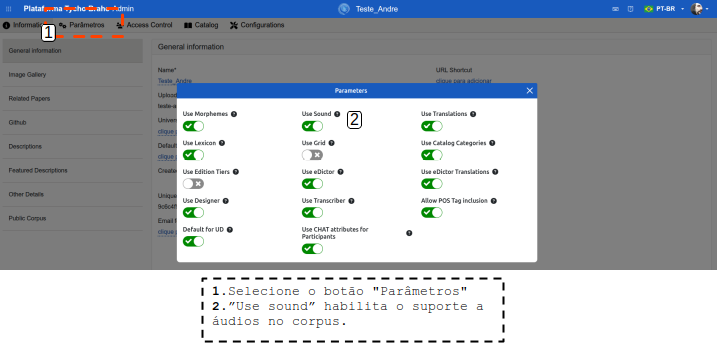 Plataforma Tycho Brahe Admin
Teste_Andre
PT-BR
Information
Parâmetros
Access Control
Catalog
Configurations
1
General information
Image Gallery
Related Papers
Github
Descriptions
Featured Descriptions
Other Details
Public Corpus
General information
Name*
Teste_Andre
URL Shortcut
clique para adicionar
Upload
teste-a
Univer
clique p
Default
clique p
Create
Unique
Email f
clique p
Parameters
Use Morphemes
Use Sound
2
Use Translations
Use Lexicon
Use Grid
Use Catalog Categories
Use Edition Tiers
Use eDictor
Use eDictor Translations
Use Designer
Use Transcriber
Allow POS Tag inclusion
Default for UD
Use CHAT attributes for
Participants
1.Selecione o botão "Parâmetros"
2.”Use sound” habilita o suporte a
áudios no corpus.